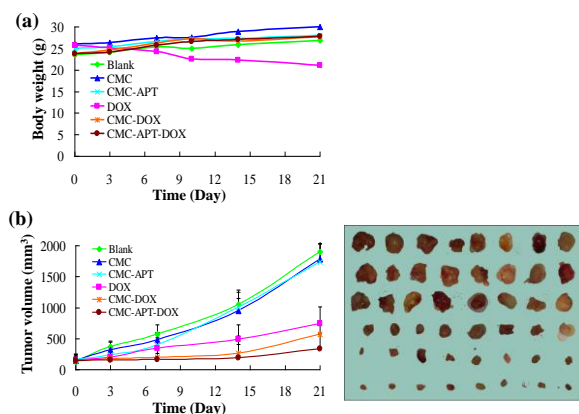 (a)
30
25
20
15
10
5
0
Body weight (g)
Blank
CMC
CMC-APT
DOX
CMC-DOX
CMC-APT-DOX
0 3 6 9 12 15 18 21
Time (Day)
(b)
2000
1500
1000
500
0
Tumor volume (mm³)
Blank
CMC
CMC-APT
DOX
CMC-DOX
CMC-APT-DOX
0 3 6 9 12 15 18 21
Time (Day)